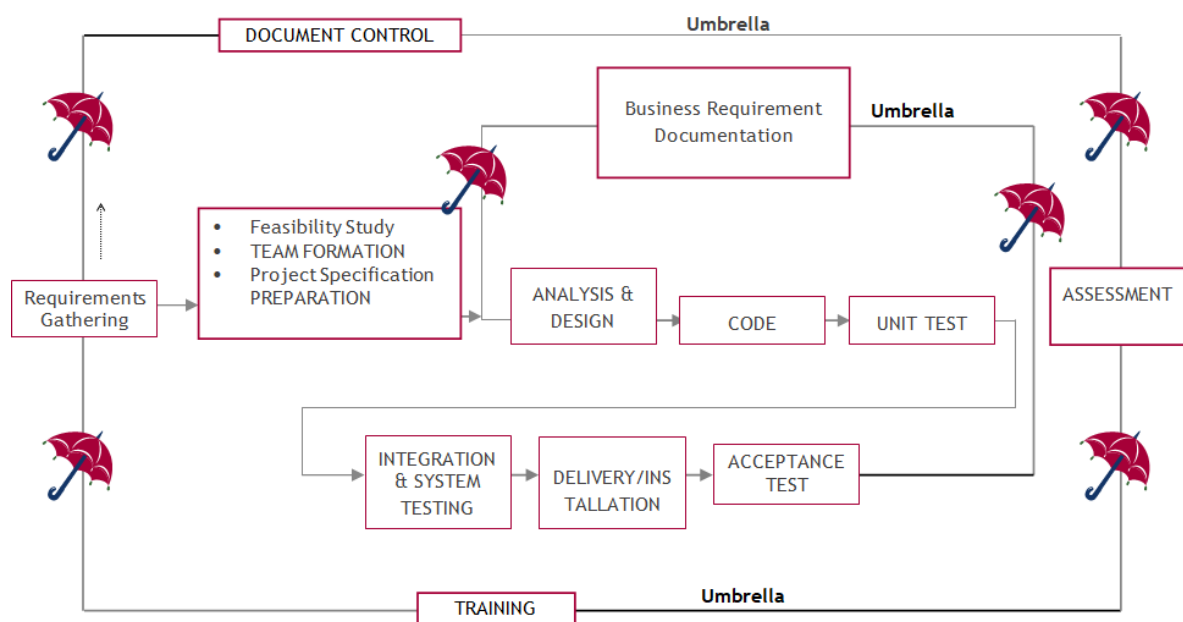 Umbrella
DOCUMENT CONTROL
Business Requirement
Documentation
Umbrella
• Feasibility Study
• TEAM FORMATION
• Project Specification
PREPARATION
Requirements
Gathering
ANALYSIS &
DESIGN
CODE
UNIT TEST
ASSESSMENT
INTEGRATION
& SYSTEM
TESTING
DELIVERY/INS
TALLATION
ACCEPTANCE
TEST
Umbrella
TRAINING